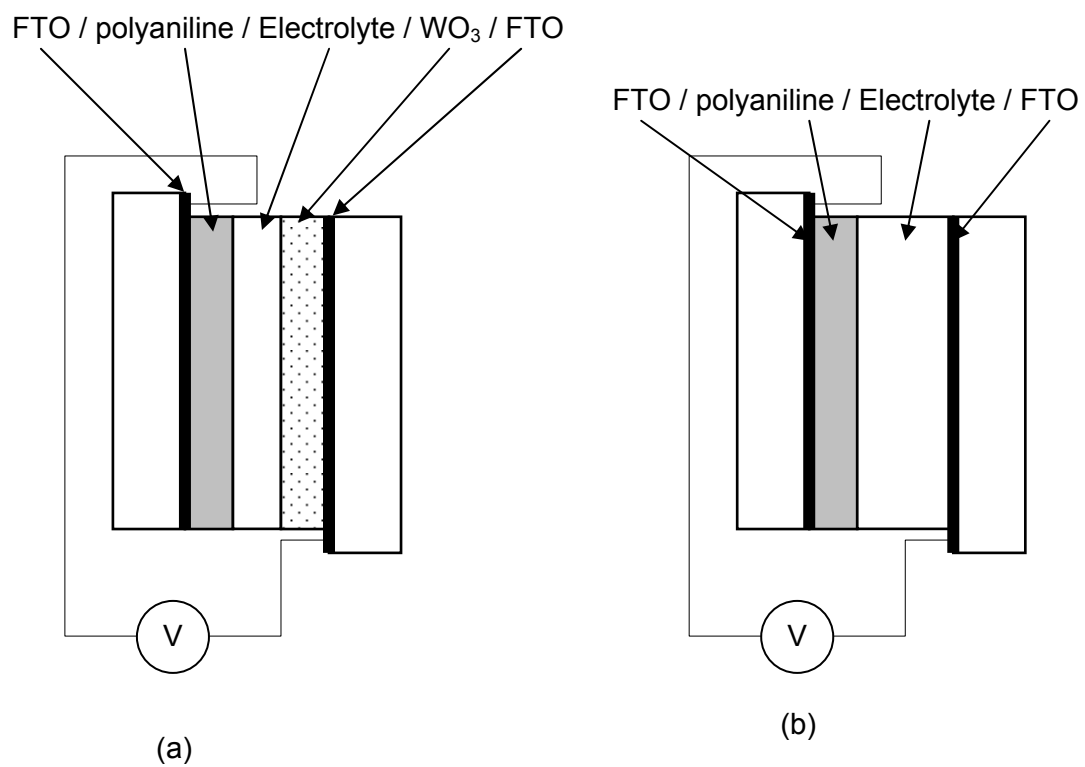 FTO / polyaniline / Electrolyte / WO₃ / FTO
FTO / polyaniline / Electrolyte / FTO
V
V
(a)
(b)